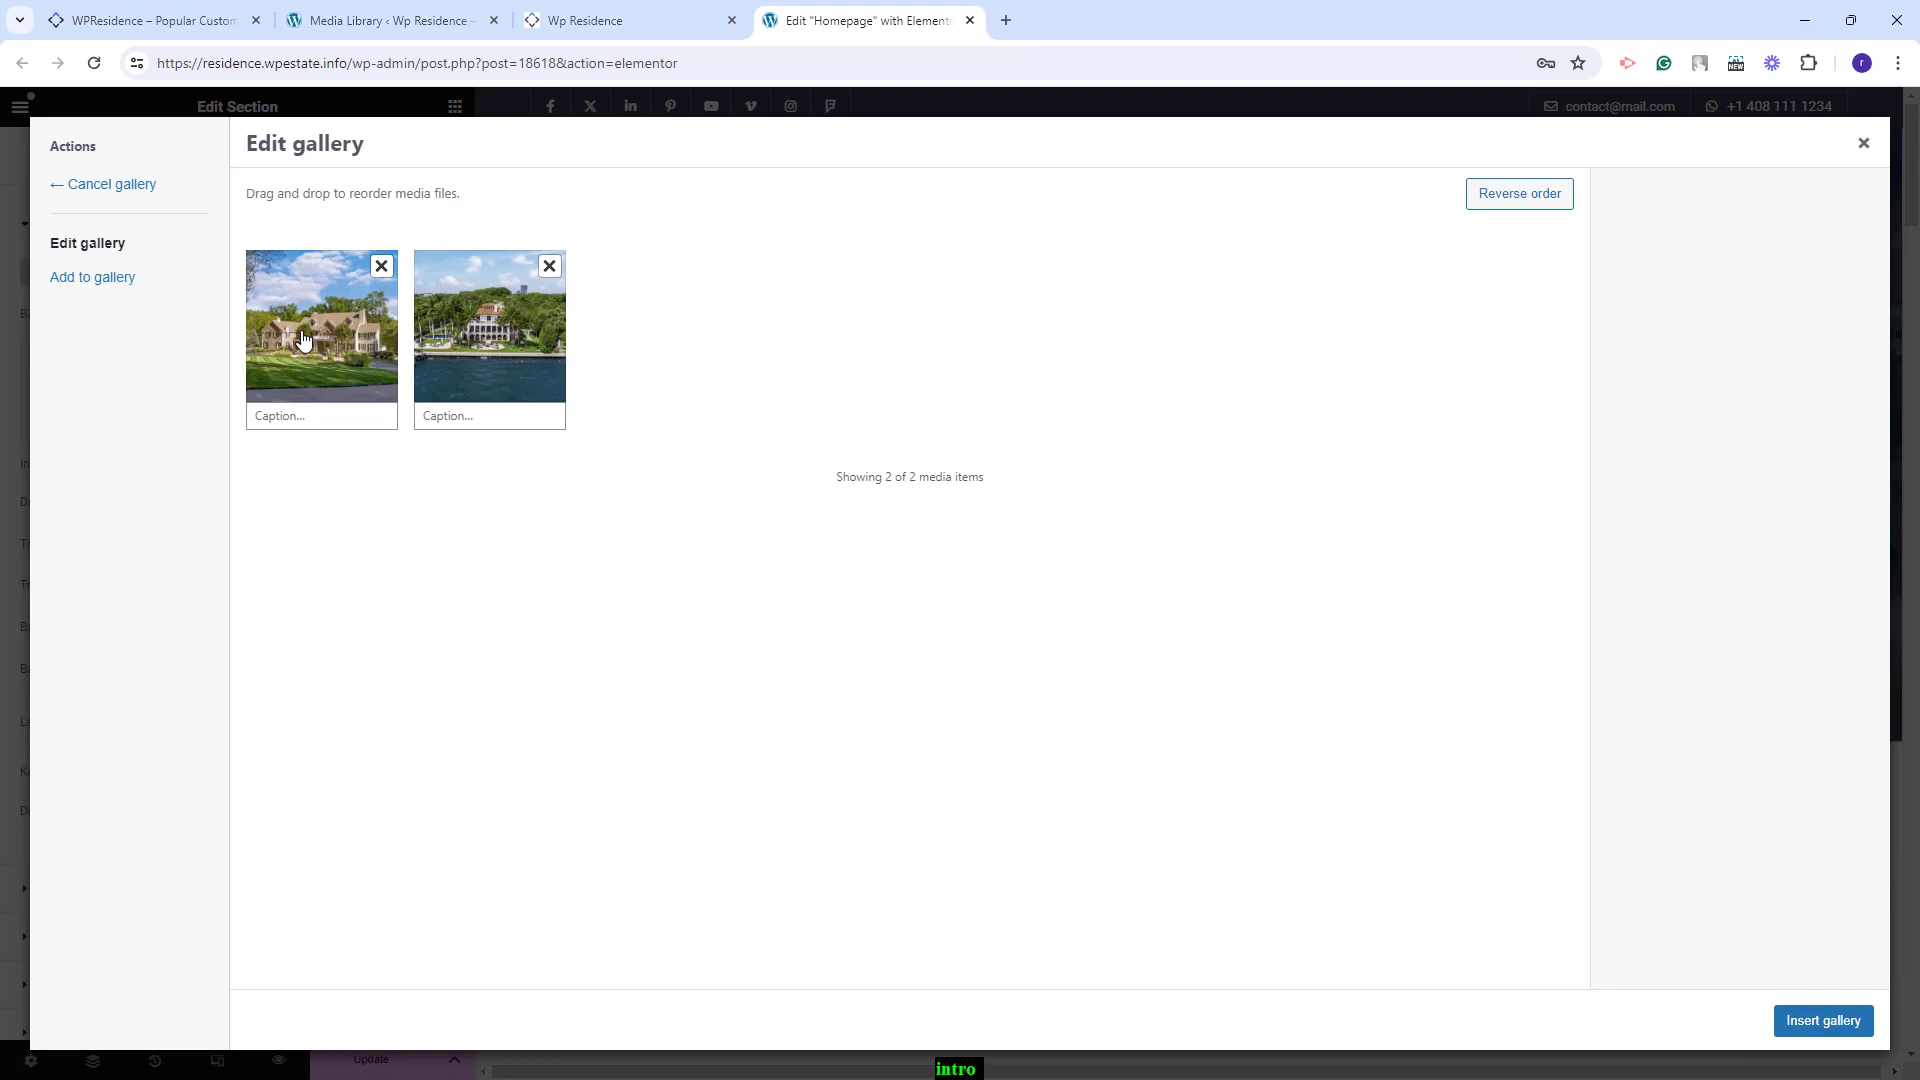 WPResidence – Popular Custom
Media Library ‹ Wp Residence –
Wp Residence
Edit "Homepage" with Elemento
https://residence.wpestate.info/wp-admin/post.php?post=18618&action=elementor
NEW
r
Edit Section
contact@mail.com
+1 408 111 1234
Actions
Edit gallery
← Cancel gallery
Drag and drop to reorder media files.
Reverse order
Edit gallery
Add to gallery
Caption...
Caption...
Showing 2 of 2 media items
Insert gallery
Update
intro